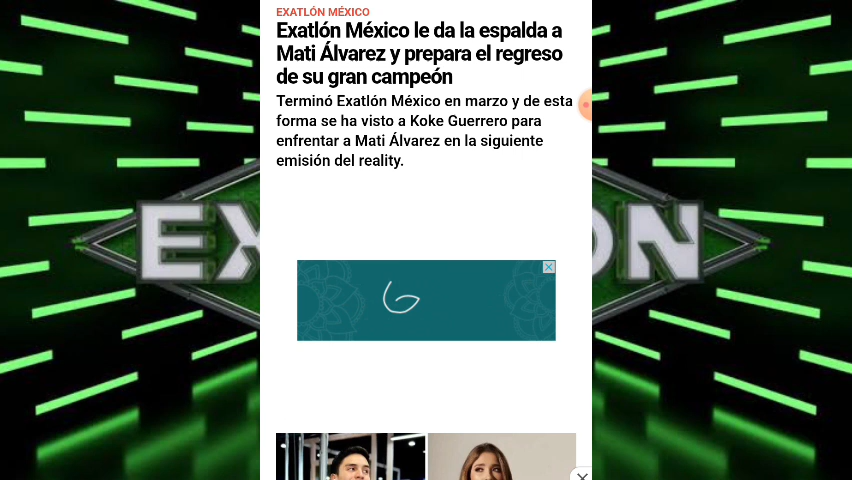 EXATLÓN MÉXICO
Exatlón México le da la espalda a
Mati Álvarez y prepara el regreso
de su gran campeón
Terminó Exatlón México en marzo y de esta
forma se ha visto a Koke Guerrero para
enfrentar a Mati Álvarez en la siguiente
emisión del reality.
EX
ON